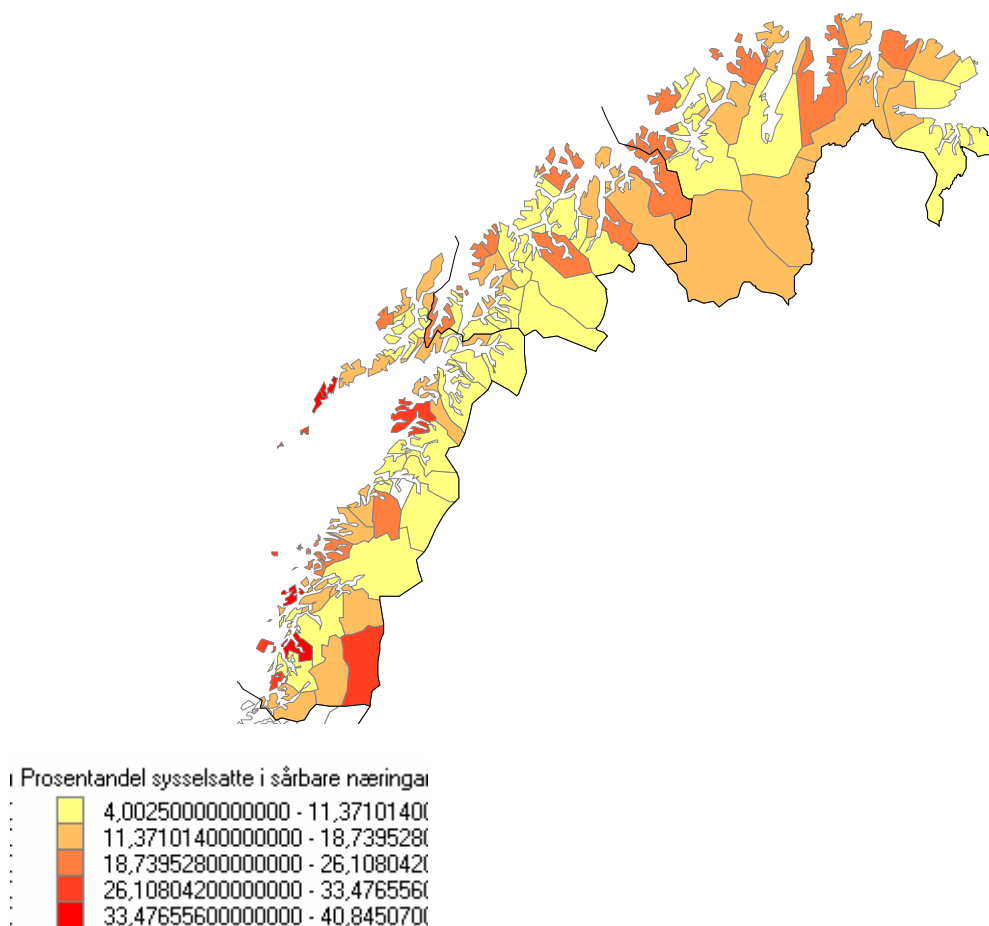 Prosentandel sysselsatte i sårbare næringar
4,00250000000000 - 11,3710140
11,37101400000000 - 18,7395280
18,73952800000000 - 26,1080420
26,10804200000000 - 33,4765560
33,47655600000000 - 40,8450700